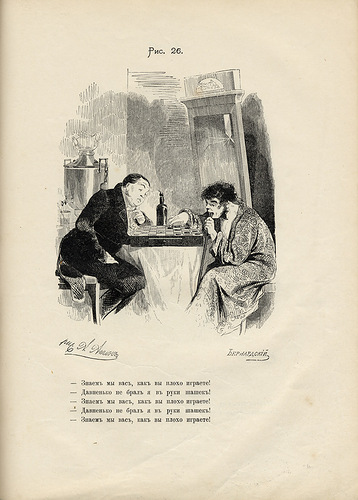 Рис. 26.
Бернардскій.
— Знаемъ мы васъ, какъ вы плохо играете!
— Давненько не бралъ я въ руки шашекъ!
— Знаемъ мы васъ, какъ вы плохо играете!
— Давненько не бралъ я въ руки шашекъ!
— Знаемъ мы васъ, какъ вы плохо играете!